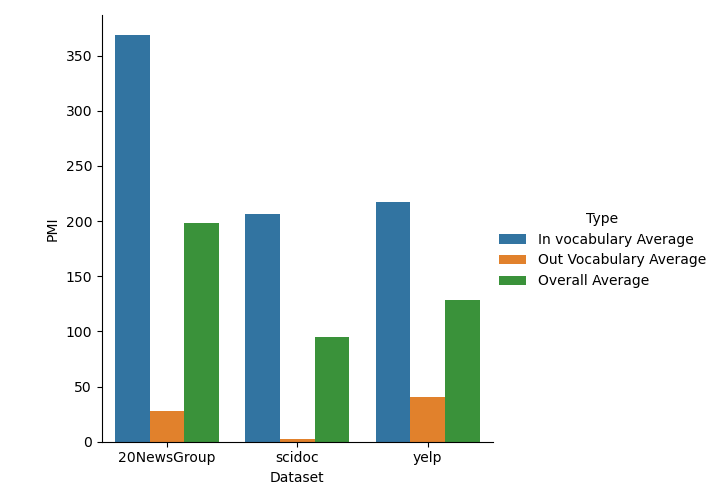 350
300
250
200
150
100
50
0
PMI
20NewsGroup scidoc yelp
Dataset
Type
In vocabulary Average
Out Vocabulary Average
Overall Average